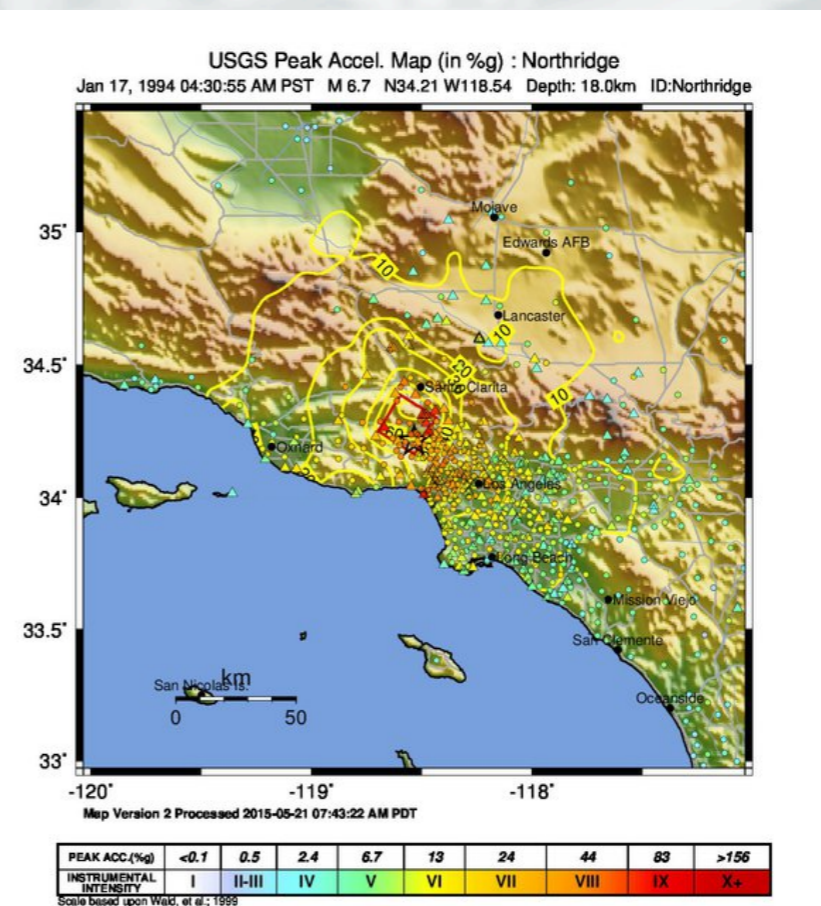 USGS Peak Accel. Map (in %g) : Northridge
Jan 17, 1994 04:30:55 AM PST M 6.7 N34.21 W118.54 Depth: 18.0km ID:Northridge
Mojave
35°
Edwards AFB
10
Lancaster
10
34.5°
20
Santa Clarita
10
Oxnard
34°
Los Angeles
Long Beach
Mission Viejo
33.5°
San Clemente
km
San Nicolas Is.
Oceanside
0 50
33°
-120° -119° -118°
Map Version 2 Processed 2015-05-21 07:43:22 AM PDT
PEAK ACC.(%g) <0.1 0.5 2.4 6.7 13 24 44 83 >156
INSTRUMENTAL INTENSITY I II-III IV V VI VII VIII IX X+
Scale based upon Wald, et al.; 1999